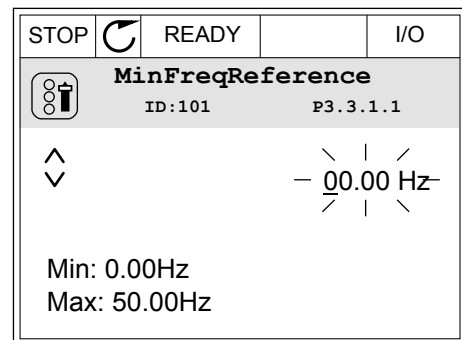 STOP READY I/O
MinFreqReference
ID:101 P3.3.1.1
00.00 Hz
Min: 0.00Hz
Max: 50.00Hz